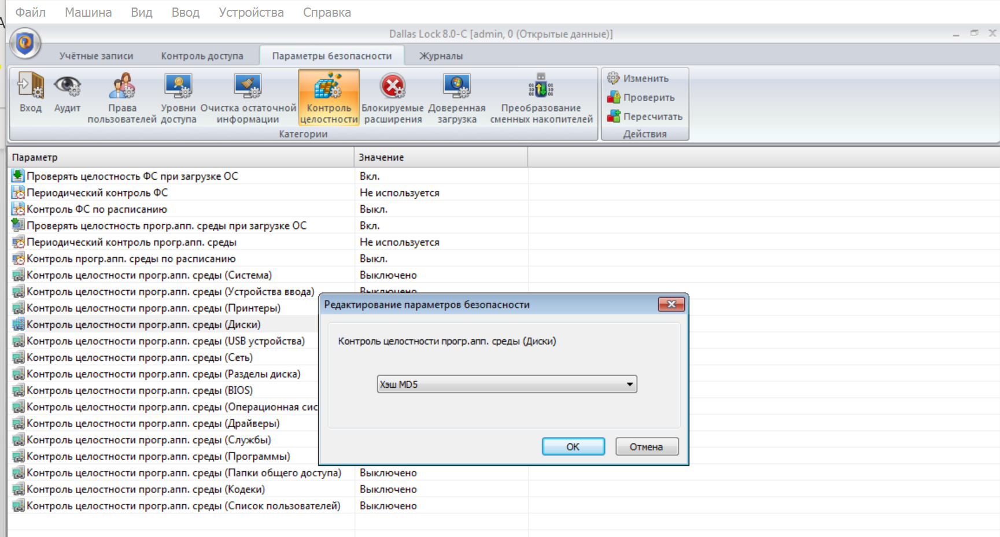 Файл Машина Вид Ввод Устройства Справка
Dallas Lock 8.0-C [admin, 0 (Открытые данные)]
Учётные записи Контроль доступа Параметры безопасности Журналы
Вход Аудит Права пользователей Уровни доступа Очистка остаточной информации Контроль целостности Блокируемые расширения Доверенная загрузка Преобразование сменных накопителей
Категории
Изменить
Проверить
Пересчитать
Действия
Параметр Значение
Проверять целостность ФС при загрузке ОС Вкл.
Периодический контроль ФС Не используется
Контроль ФС по расписанию Выкл.
Проверять целостность прогр.апп. среды при загрузке ОС Вкл.
Периодический контроль прогр.апп. среды Не используется
Контроль прогр.апп. среды по расписанию Выкл.
Контроль целостности прогр.апп. среды (Система) Выключено
Контроль целостности прогр.апп. среды (Устройства ввода) Выключено
Контроль целостности прогр.апп. среды (Принтеры)
Контроль целостности прогр.апп. среды (Диски)
Контроль целостности прогр.апп. среды (USB устройства)
Контроль целостности прогр.апп. среды (Сеть)
Контроль целостности прогр.апп. среды (Разделы диска)
Контроль целостности прогр.апп. среды (BIOS)
Контроль целостности прогр.апп. среды (Операционная сис
Контроль целостности прогр.апп. среды (Драйверы)
Контроль целостности прогр.апп. среды (Службы)
Контроль целостности прогр.апп. среды (Программы)
Контроль целостности прогр.апп. среды (Папки общего доступа) Выключено
Контроль целостности прогр.апп. среды (Кодеки) Выключено
Контроль целостности прогр.апп. среды (Список пользователей) Выключено
Редактирование параметров безопасности
Контроль целостности прогр.апп. среды (Диски)
Хэш MD5
ОК Отмена